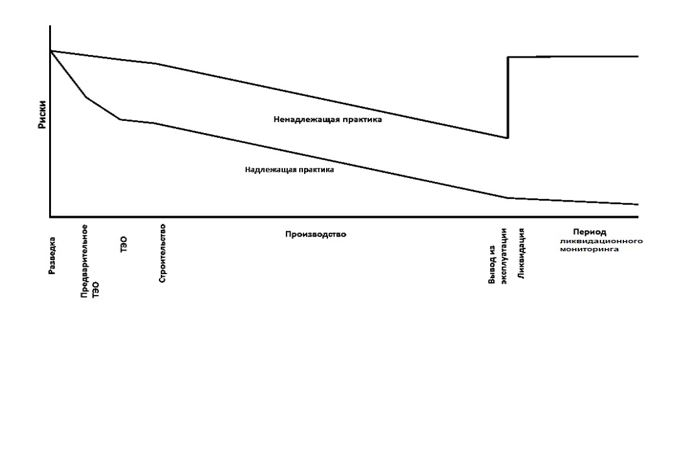 Риски
Ненадлежащая практика
Надлежащая практика
Разведка
Предварительное
ТЭО
ТЭО
Строительство
Производство
Вывод из
эксплуатации
Ликвидация
Период
ликвидационного
мониторинга